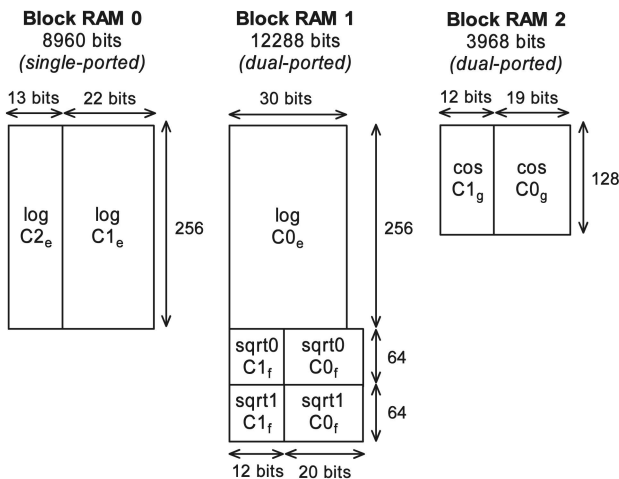 Block RAM 0
8960 bits
(single-ported)
13 bits 22 bits
log
C2e
log
C1e
256
Block RAM 1
12288 bits
(dual-ported)
30 bits
log
C0e
256
sqrt0
C1f
sqrt0
C0f
64
sqrt1
C1f
sqrt1
C0f
64
12 bits 20 bits
Block RAM 2
3968 bits
(dual-ported)
12 bits 19 bits
cos
C1g
cos
C0g
128